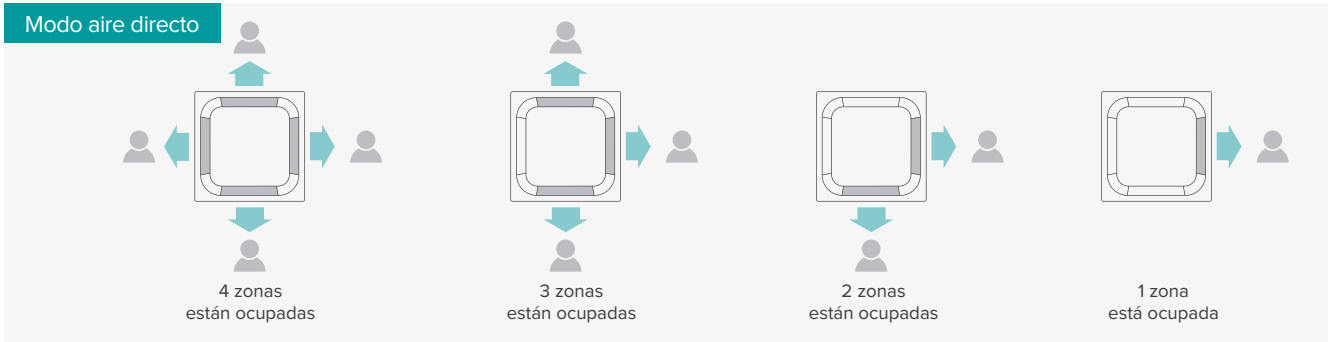 Modo aire directo
4 zonas
están ocupadas
3 zonas
están ocupadas
2 zonas
están ocupadas
1 zona
está ocupada